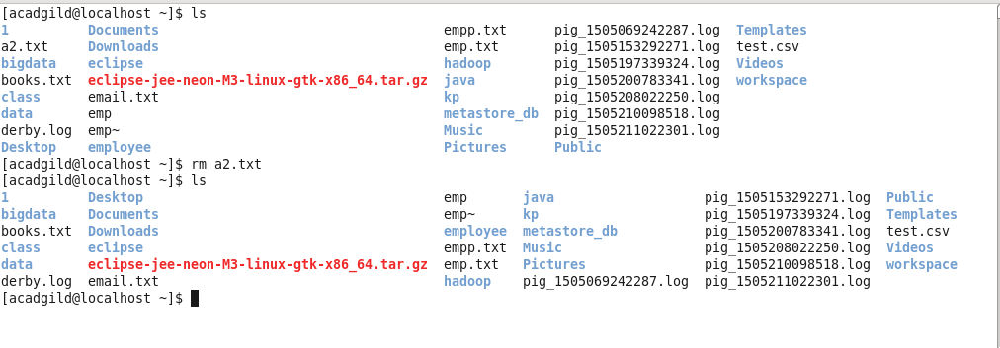 [acadgild@localhost ~]$ ls
1 Documents empp.txt pig_1505069242287.log Templates
a2.txt Downloads emp.txt pig_1505153292271.log test.csv
bigdata eclipse hadoop pig_1505197339324.log Videos
books.txt eclipse-jee-neon-M3-linux-gtk-x86_64.tar.gz java pig_1505200783341.log workspace
class email.txt kp pig_1505208022250.log
data emp metastore_db pig_1505210098518.log
derby.log emp~ Music pig_1505211022301.log
Desktop employee Pictures Public
[acadgild@localhost ~]$ rm a2.txt
[acadgild@localhost ~]$ ls
1 Desktop emp java pig_1505153292271.log Public
bigdata Documents emp~ kp pig_1505197339324.log Templates
books.txt Downloads employee metastore_db pig_1505200783341.log test.csv
class eclipse empp.txt Music pig_1505208022250.log Videos
data eclipse-jee-neon-M3-linux-gtk-x86_64.tar.gz emp.txt Pictures pig_1505210098518.log workspace
derby.log email.txt hadoop pig_1505069242287.log pig_1505211022301.log
[acadgild@localhost ~]$